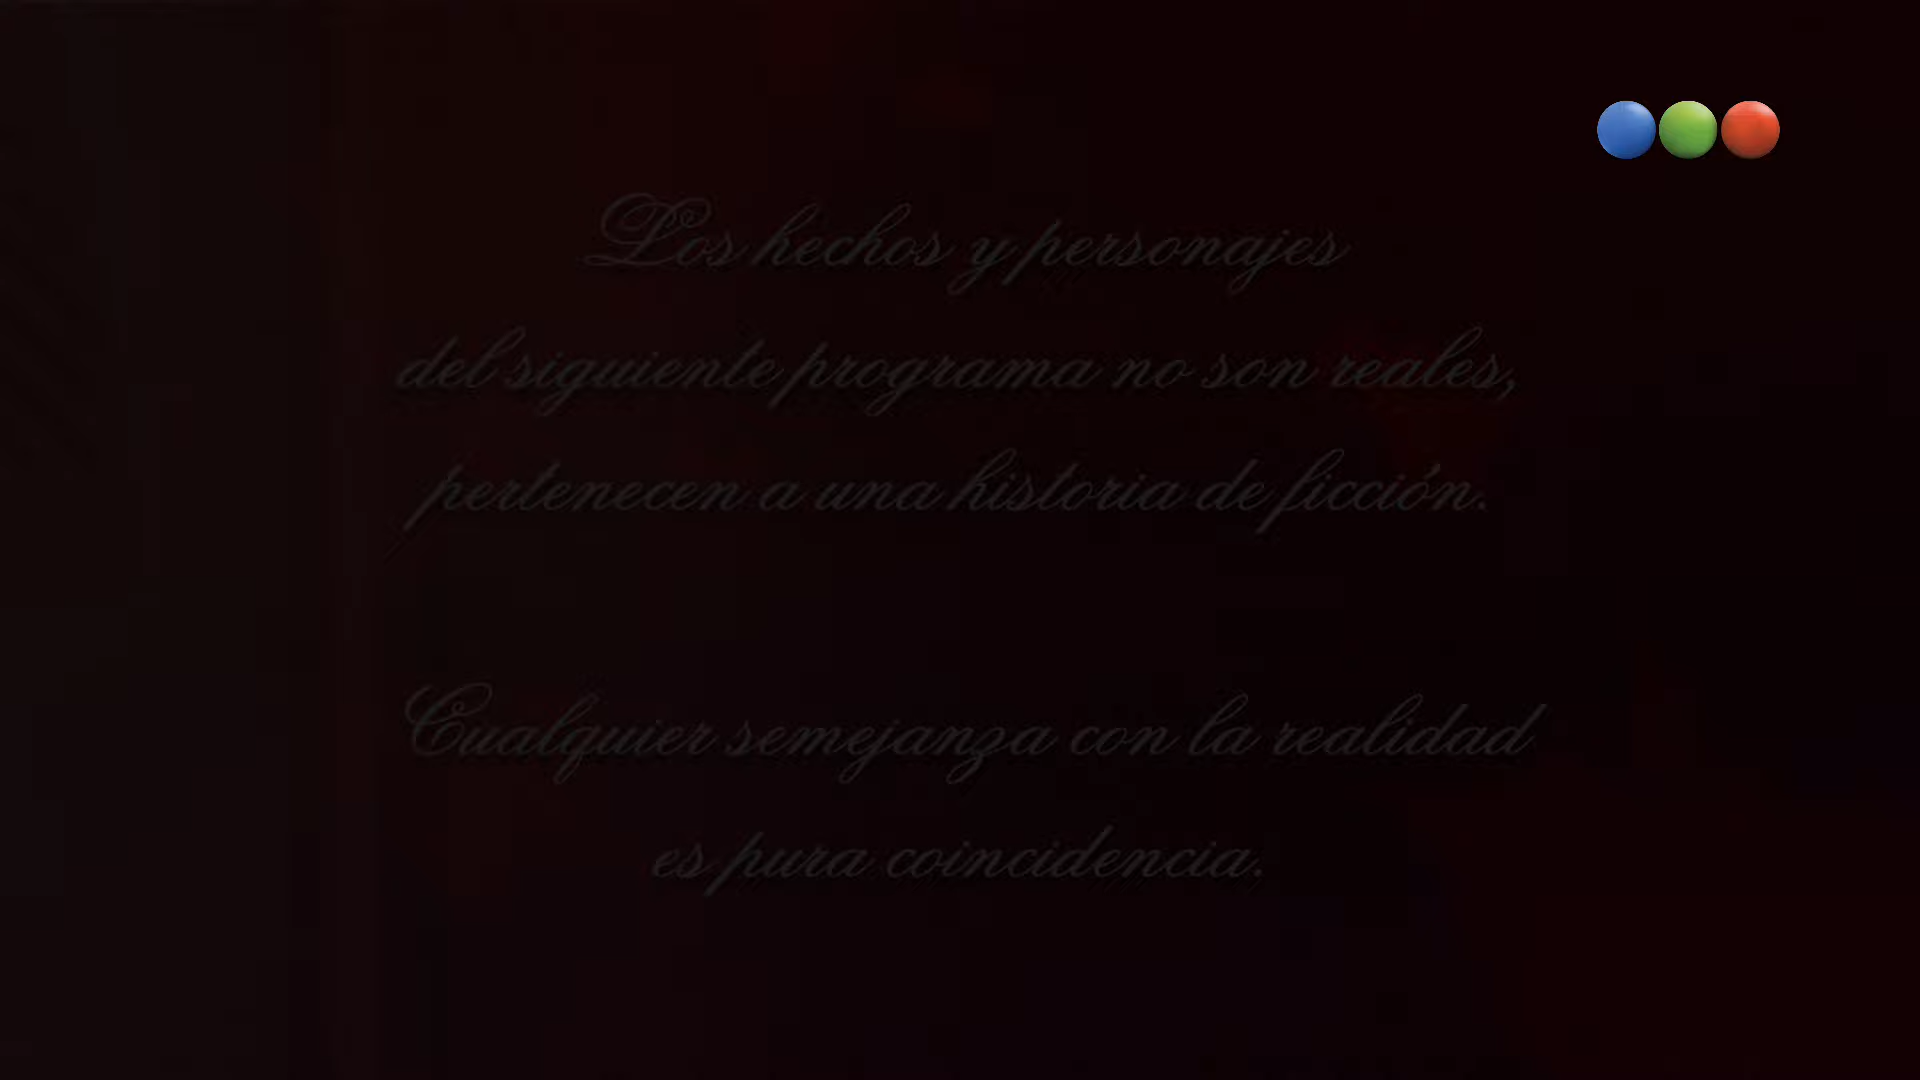 Los hechos y personajes
del siguiente programa no son reales,
pertenecen a una historia de ficción.
Cualquier semejanza con la realidad
es pura coincidencia.